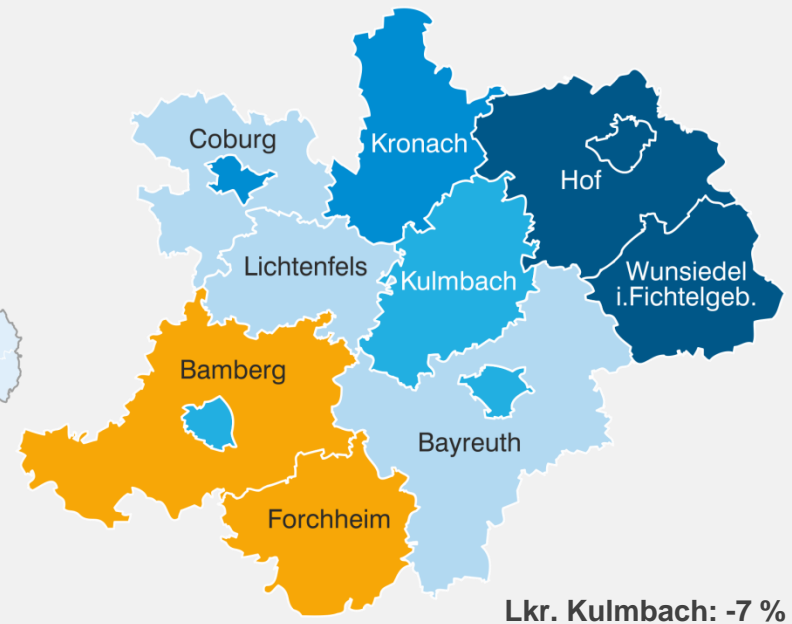 Coburg
Kronach
Hof
Lichtenfels
Kulmbach
Wunsiedel
i.Fichtelgeb.
Bamberg
Bayreuth
Forchheim
Lkr. Kulmbach: -7 %